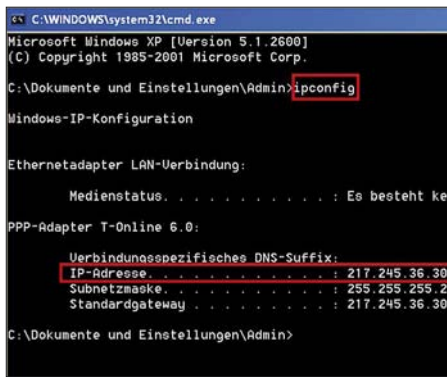 C:\WINDOWS\system32\cmd.exe
Microsoft Windows XP [Version 5.1.2600]
(C) Copyright 1985-2001 Microsoft Corp.
C:\Dokumente und Einstellungen\Admin>ipconfig
Windows-IP-Konfiguration
Ethernetadapter LAN-Verbindung:
Medienstatus. . . . . . . . . . . : Es besteht
PPP-Adapter T-Online 6.0:
Verbindungsspezifisches DNS-Suffix:
IP-Adresse. . . . . . . . . . . . : 217.245.36.30
Subnetzmaske. . . . . . . . . . . : 255.255.255.2
Standardgateway . . . . . . . . . : 217.245.36.30
C:\Dokumente und Einstellungen\Admin>